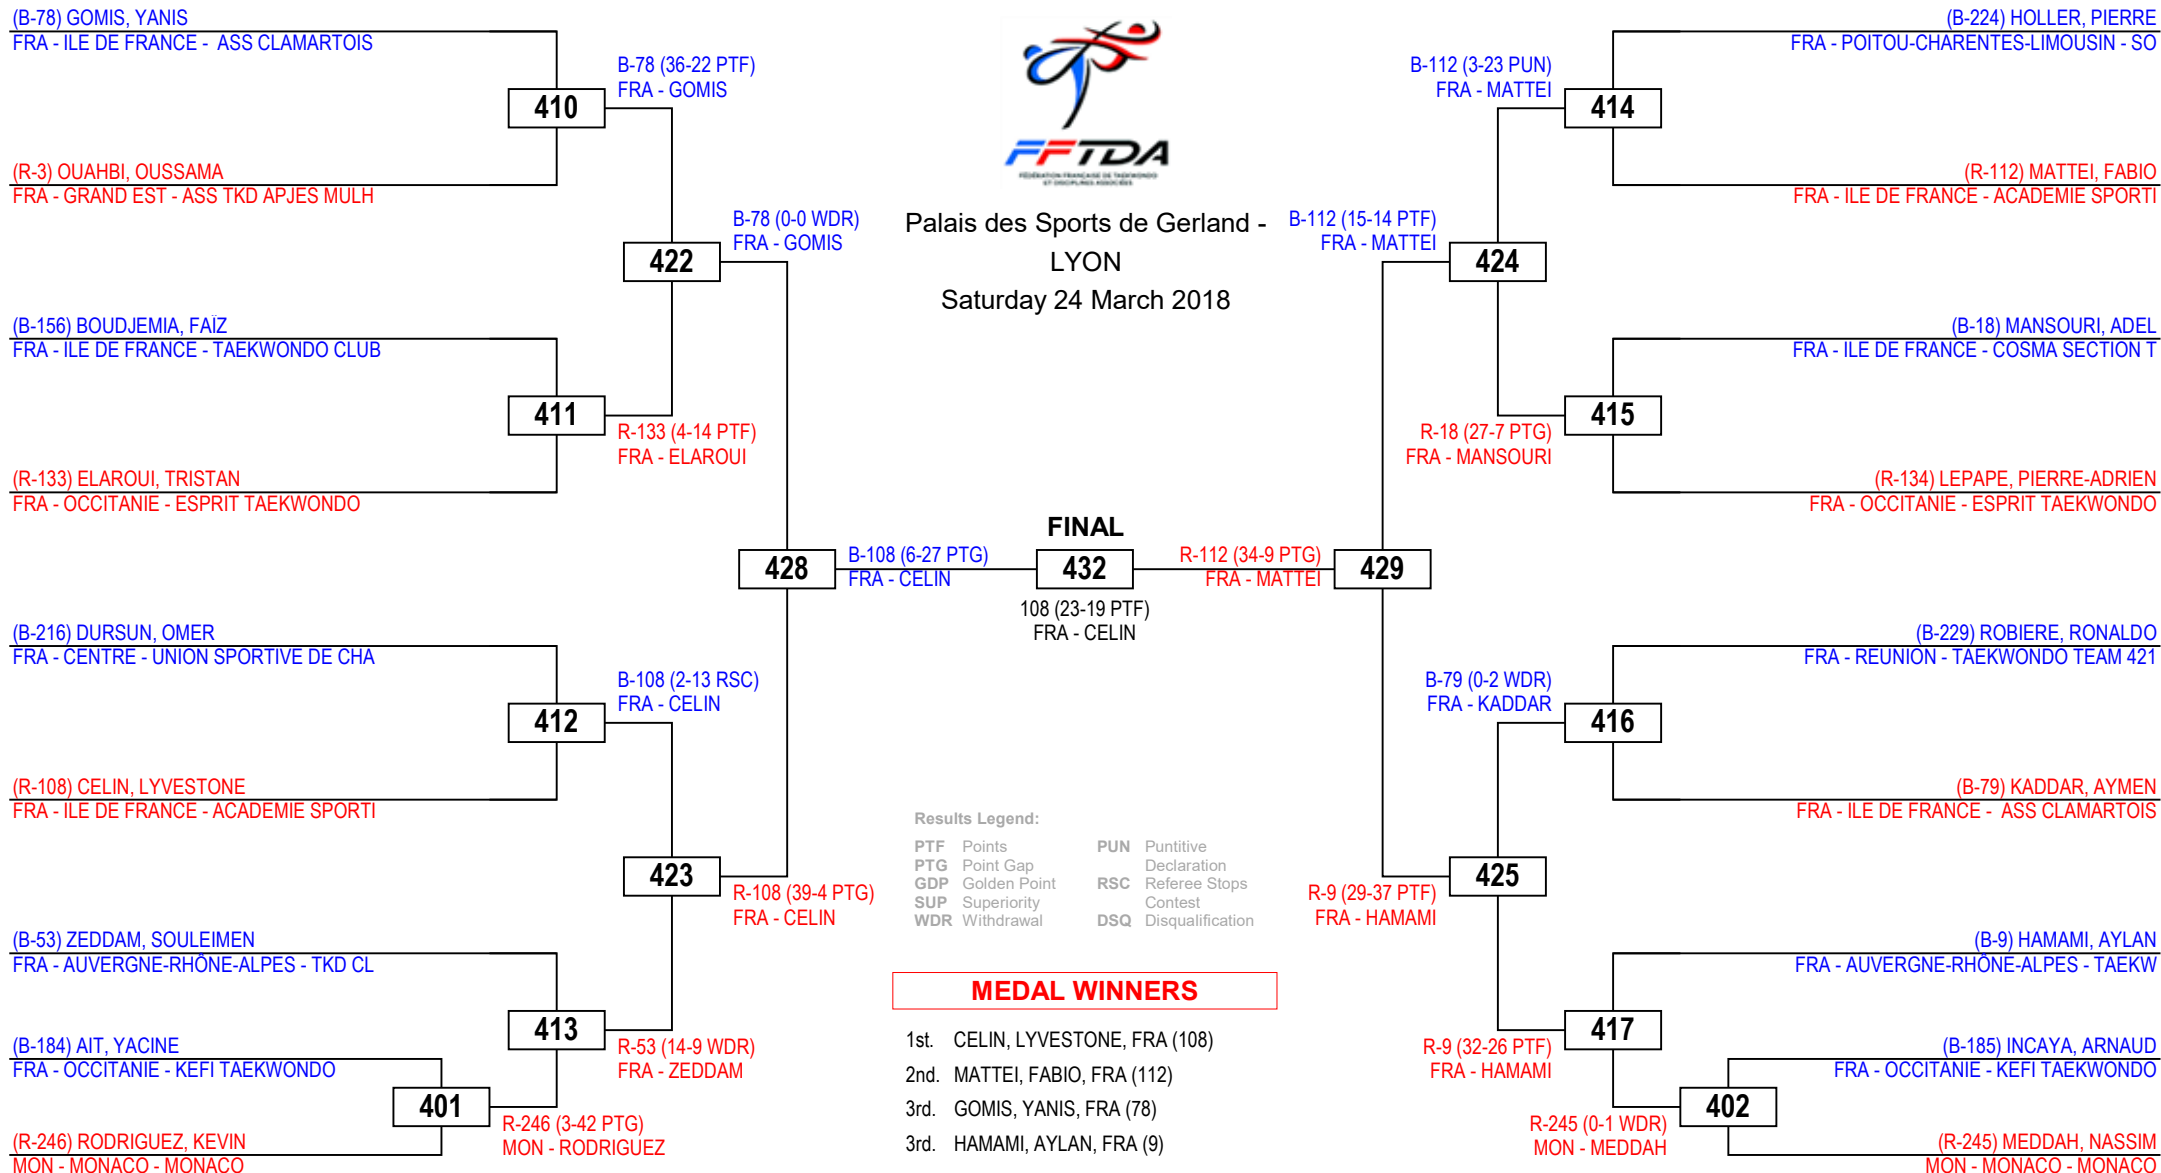 (B-78) GOMIS, YANIS
FRA - ILE DE FRANCE - ASS CLAMARTOIS
B-78 (36-22 PTF)
FRA - GOMIS
410
(R-3) OUAHBI, OUSSAMA
FRA - GRAND EST - ASS TKD APJES MULH
B-78 (0-0 WDR)
FRA - GOMIS
422
(B-156) BOUDJEMIA, FAÏZ
FRA - ILE DE FRANCE - TAEKWONDO CLUB
411
R-133 (4-14 PTF)
FRA - ELAROUI
(R-133) ELAROUI, TRISTAN
FRA - OCCITANIE - ESPRIT TAEKWONDO
428
B-108 (6-27 PTG)
FRA - CELIN
(B-216) DURSUN, OMER
FRA - CENTRE - UNION SPORTIVE DE CHA
B-108 (2-13 RSC)
FRA - CELIN
412
(R-108) CELIN, LYVESTONE
FRA - ILE DE FRANCE - ACADEMIE SPORTI
423
R-108 (39-4 PTG)
FRA - CELIN
(B-53) ZEDDAM, SOULEIMEN
FRA - AUVERGNE-RHÔNE-ALPES - TKD CL
413
R-53 (14-9 WDR)
FRA - ZEDDAM
(B-184) AIT, YACINE
FRA - OCCITANIE - KEFI TAEKWONDO
401
R-246 (3-42 PTG)
MON - RODRIGUEZ
(R-246) RODRIGUEZ, KEVIN
MON - MONACO - MONACO
FFTDA
FÉDÉRATION FRANÇAISE DE TAEKWONDO
ET DISCIPLINES ASSOCIÉES
Palais des Sports de Gerland -
LYON
Saturday 24 March 2018
FINAL
432
108 (23-19 PTF)
FRA - CELIN
Results Legend:
PTF Points
PTG Point Gap
GDP Golden Point
SUP Superiority
WDR Withdrawal
PUN Puntitive
Declaration
RSC Referee Stops
Contest
DSQ Disqualification
MEDAL WINNERS
1st. CELIN, LYVESTONE, FRA (108)
2nd. MATTEI, FABIO, FRA (112)
3rd. GOMIS, YANIS, FRA (78)
3rd. HAMAMI, AYLAN, FRA (9)
(B-224) HOLLER, PIERRE
FRA - POITOU-CHARENTES-LIMOUSIN - SO
B-112 (3-23 PUN)
FRA - MATTEI
414
(R-112) MATTEI, FABIO
FRA - ILE DE FRANCE - ACADEMIE SPORTI
B-112 (15-14 PTF)
FRA - MATTEI
424
(B-18) MANSOURI, ADEL
FRA - ILE DE FRANCE - COSMA SECTION T
415
R-18 (27-7 PTG)
FRA - MANSOURI
(R-134) LEPAPE, PIERRE-ADRIEN
FRA - OCCITANIE - ESPRIT TAEKWONDO
R-112 (34-9 PTG)
FRA - MATTEI
429
(B-229) ROBIERE, RONALDO
FRA - REUNION - TAEKWONDO TEAM 421
B-79 (0-2 WDR)
FRA - KADDAR
416
(B-79) KADDAR, AYMEN
FRA - ILE DE FRANCE - ASS CLAMARTOIS
425
R-9 (29-37 PTF)
FRA - HAMAMI
(B-9) HAMAMI, AYLAN
FRA - AUVERGNE-RHÔNE-ALPES - TAEKW
417
R-9 (32-26 PTF)
FRA - HAMAMI
(B-185) INCAYA, ARNAUD
FRA - OCCITANIE - KEFI TAEKWONDO
402
R-245 (0-1 WDR)
MON - MEDDAH
(R-245) MEDDAH, NASSIM
MON - MONACO - MONACO